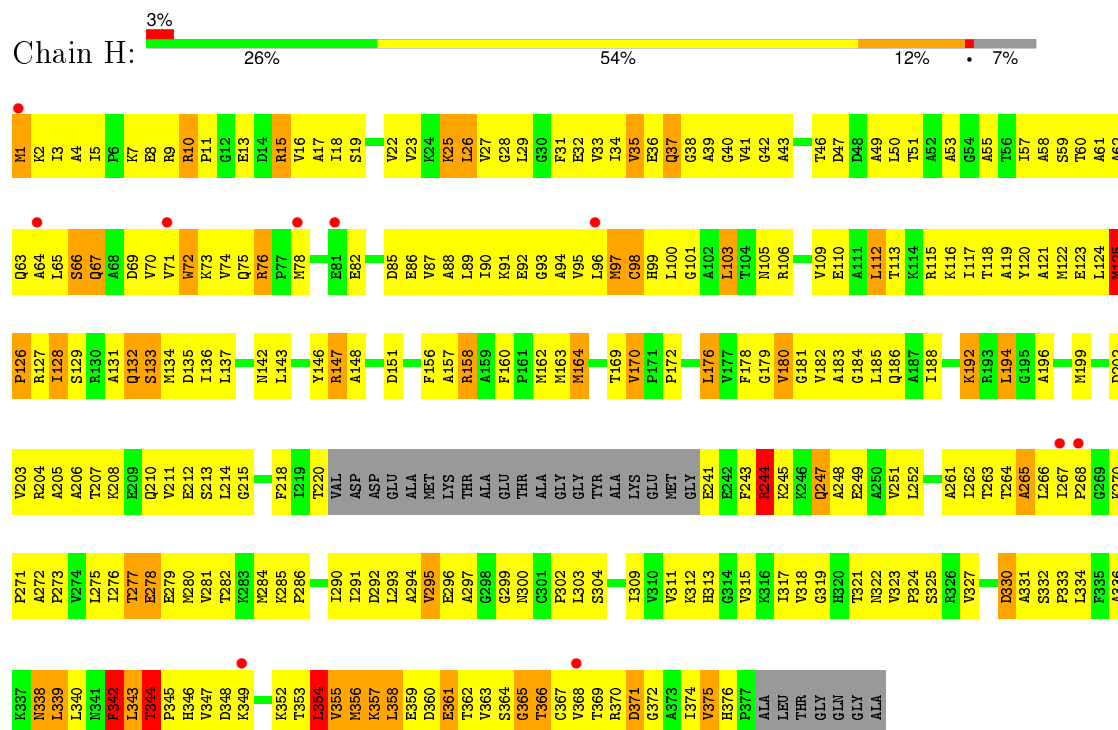 3%
Chain H:
26% 54% 12% • 7%
M1 K2 I3 A4 I5 P6 K7 E8 R9 R10 P11 G12 E13 D14 R15 V16 A17 I18 S19 V22 V23 K24 K25 L26 V27 G28 L29 G30 F31 E32 V33 I34 V35 E36 Q37 G38 A39 G40 V41 G42 A43 T46 D47 D48 A49 L50 T51 A52 A53 G54 A55 T56 I57 A58 S59 T60 A61 A62
Q63 A64 L65 S66 Q67 A68 D69 V70 V71 W72 K73 V74 Q75 R76 P77 M78 E81 E82 D85 E86 V87 A88 L89 I90 K91 E92 G93 A94 V95 L96 M97 C98 H99 L100 G101 A102 L103 T104 N105 R106 V109 E110 A111 L112 T113 K114 R115 K116 I117 T118 A119 Y120 A121 M122 E123 L124 M125
P126 R127 I128 S129 R130 A131 Q132 S133 M134 D135 I136 L137 N142 L143 Y146 R147 A148 D151 F156 A157 R158 A159 F160 P161 M162 M163 M164 T169 V170 P171 P172 L176 V177 F178 G179 V180 G181 V182 A183 G184 L185 Q186 A187 I188 K192 R193 L194 G195 A196 M199 D202
V203 R204 A205 A206 T207 K208 E209 Q210 V211 E212 S213 L214 G215 F218 I219 T220 VAL ASP ASP GLU ALA MET LYS THR ALA GLU THR ALA GLY GLY TYR ALA LYS GLU MET GLY E241 E242 F243 R244 K245 K246 Q247 A248 E249 A250 V251 L252 A261 I262 T263 T264 A265 L266 I267 P268 G269 K270
P271 A272 P273 V274 L275 I276 T277 E278 E279 M280 V281 T282 K283 M284 K285 P286 I290 I291 D292 L293 A294 V295 E296 A297 G298 G299 N300 C301 P302 L303 S304 I309 V310 V311 K312 H313 G314 V315 K316 I317 V318 G319 H320 T321 N322 V323 P324 S325 R326 V327 D330 A331 S332 P333 L334 F335 A336
K337 N338 L339 L340 N341 F342 L343 T344 P345 H346 V347 D348 K349 K352 T353 L354 V355 M356 K357 L358 E359 D360 E361 T362 V363 S364 G365 T366 C367 V368 T369 R370 D371 G372 A373 I374 V375 H376 P377 ALA LEU THR GLY GLN GLY ALA